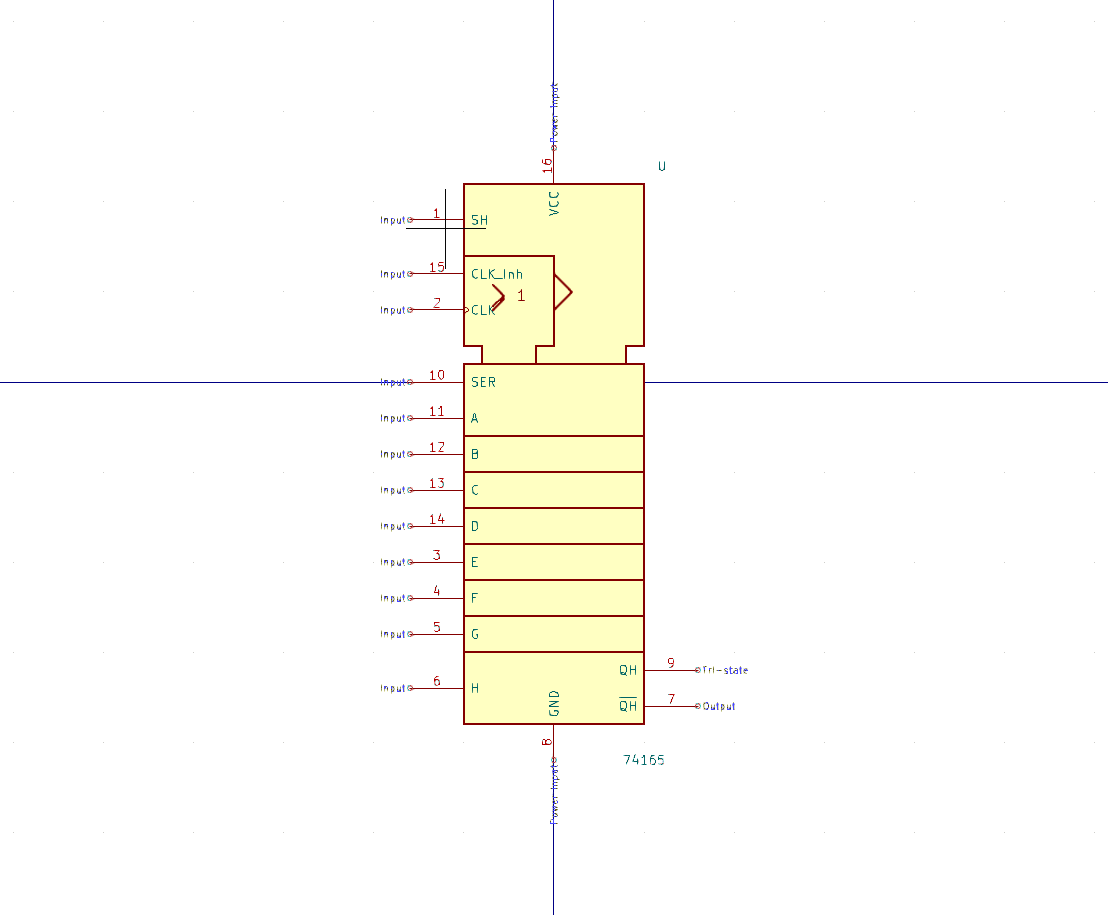 Power Input
16
U
VCC
Input 1 SH
Input 15 CLK_Inh
1
Input 2 CLK
Input 10 SER
Input 11 A
Input 12 B
Input 13 C
Input 14 D
Input 3 E
Input 4 F
Input 5 G
QH 9 Tri-state
Input 6 H
GND
Q̅H̅ 7 Output
8
74165
Power Input